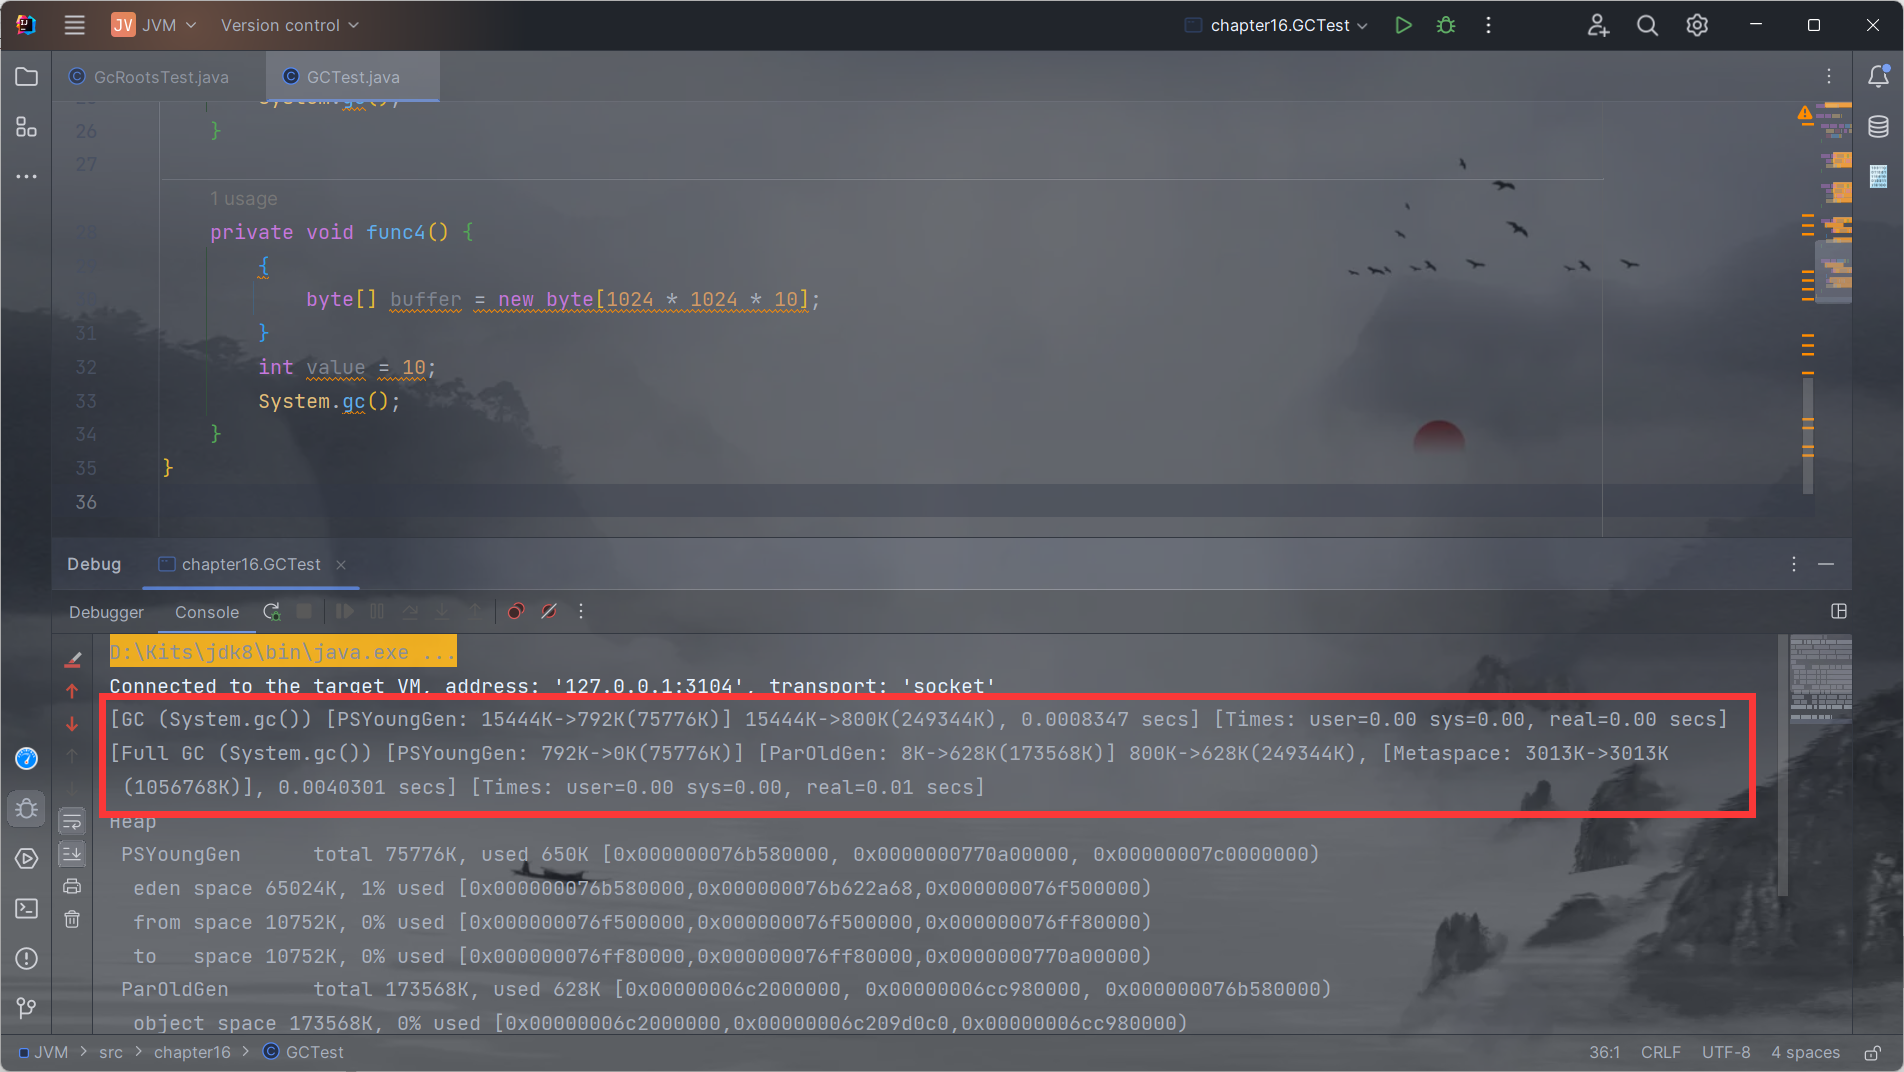 JV JVM Version control chapter16.GCTest
GcRootsTest.java GCTest.java
26 }
27
1 usage
private void func4() {
{
byte[] buffer = new byte[1024 * 1024 * 10];
31 }
32 int value = 10;
33 System.gc();
34 }
35 }
36
Debug chapter16.GCTest
Debugger Console
D:\Kits\jdk8\bin\java.exe ...
Connected to the target VM, address: '127.0.0.1:3104', transport: 'socket'
[GC (System.gc()) [PSYoungGen: 15444K->792K(75776K)] 15444K->800K(249344K), 0.0008347 secs] [Times: user=0.00 sys=0.00, real=0.00 secs]
[Full GC (System.gc()) [PSYoungGen: 792K->0K(75776K)] [ParOldGen: 8K->628K(173568K)] 800K->628K(249344K), [Metaspace: 3013K->3013K
(1056768K)], 0.0040301 secs] [Times: user=0.00 sys=0.00, real=0.01 secs]
Heap
PSYoungGen total 75776K, used 650K [0x000000076b580000, 0x0000000770a00000, 0x00000007c0000000)
eden space 65024K, 1% used [0x000000076b580000,0x000000076b622a68,0x000000076f500000)
from space 10752K, 0% used [0x000000076f500000,0x000000076f500000,0x000000076ff80000)
to space 10752K, 0% used [0x000000076ff80000,0x000000076ff80000,0x0000000770a00000)
ParOldGen total 173568K, used 628K [0x00000006c2000000, 0x00000006cc980000, 0x000000076b580000)
object space 173568K, 0% used [0x00000006c2000000,0x00000006c209d0c0,0x00000006cc980000)
JVM > src > chapter16 > GCTest 36:1 CRLF UTF-8 4 spaces